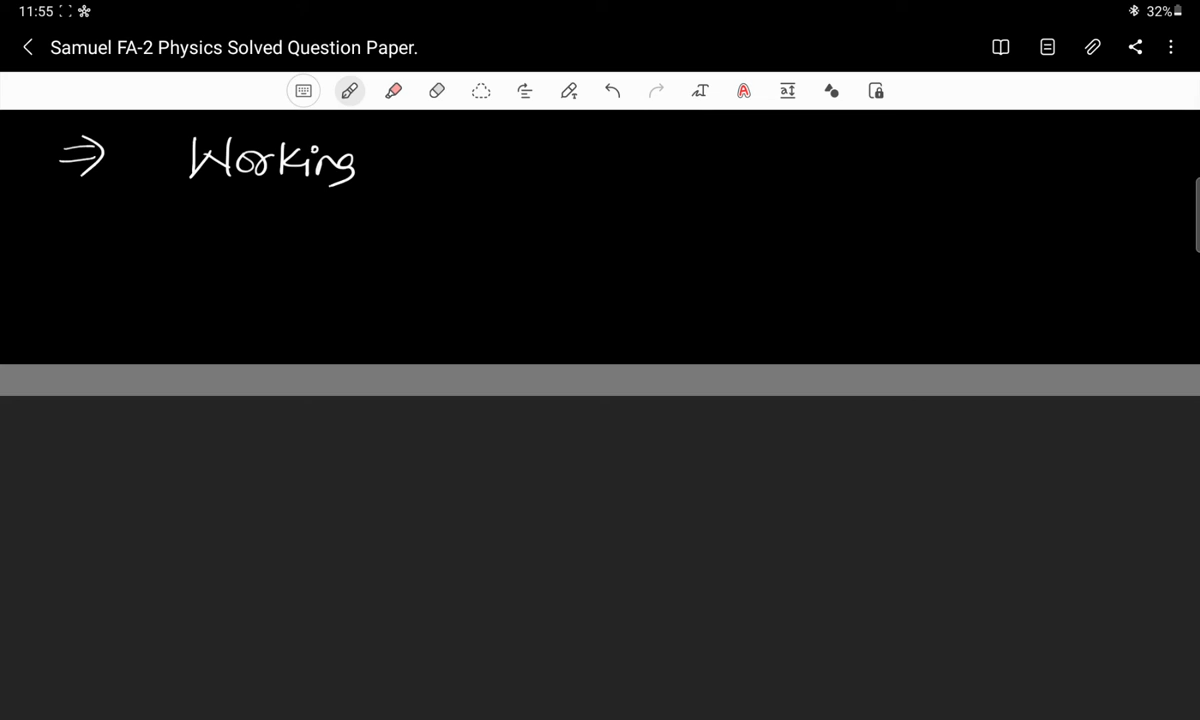 11:55 32%
Samuel FA-2 Physics Solved Question Paper.
⇒ Working